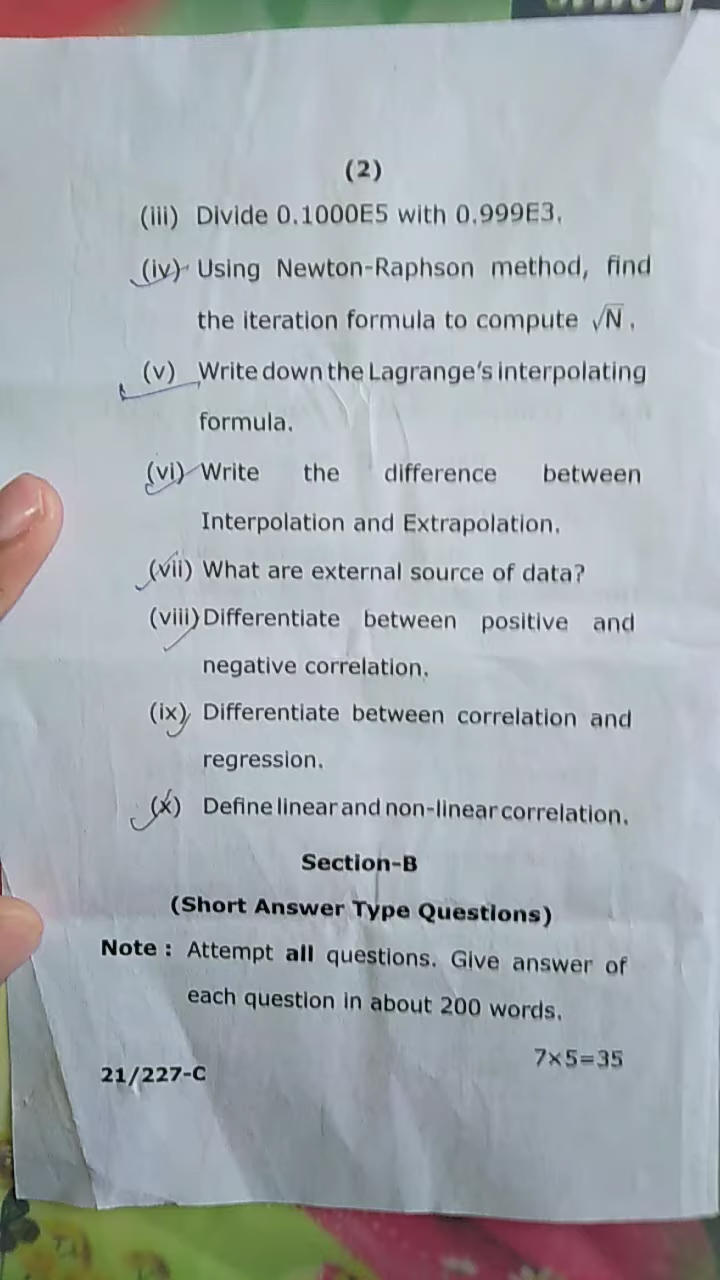 (2)
(iii) Divide 0.1000E5 with 0.999E3.
(iv) Using Newton-Raphson method, find
the iteration formula to compute √N.
(v) Write down the Lagrange's interpolating
formula.
(vi) Write the difference between
Interpolation and Extrapolation.
(vii) What are external source of data?
(viii) Differentiate between positive and
negative correlation.
(ix) Differentiate between correlation and
regression.
(x) Define linear and non-linear correlation.
Section-B
(Short Answer Type Questions)
Note : Attempt all questions. Give answer of
each question in about 200 words.
7×5=35
21/227-C